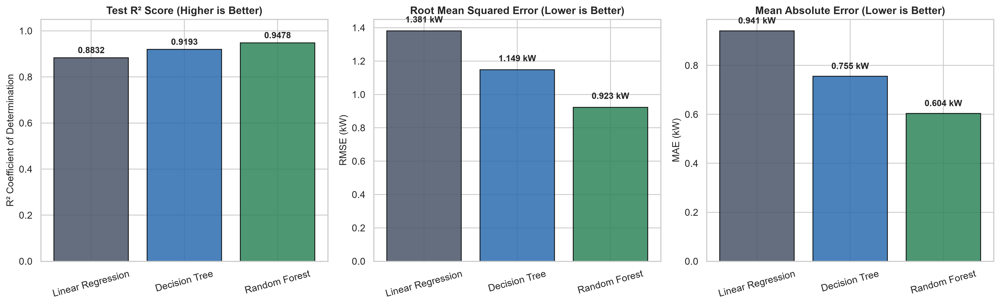 Test R² Score (Higher is Better)
R² Coefficient of Determination
1.0
0.8
0.6
0.4
0.2
0.0
0.8832
0.9193
0.9478
Linear Regression
Decision Tree
Random Forest
Root Mean Squared Error (Lower is Better)
RMSE (kW)
1.4
1.2
1.0
0.8
0.6
0.4
0.2
0.0
1.381 kW
1.149 kW
0.923 kW
Linear Regression
Decision Tree
Random Forest
Mean Absolute Error (Lower is Better)
MAE (kW)
0.8
0.6
0.4
0.2
0.0
0.941 kW
0.755 kW
0.604 kW
Linear Regression
Decision Tree
Random Forest